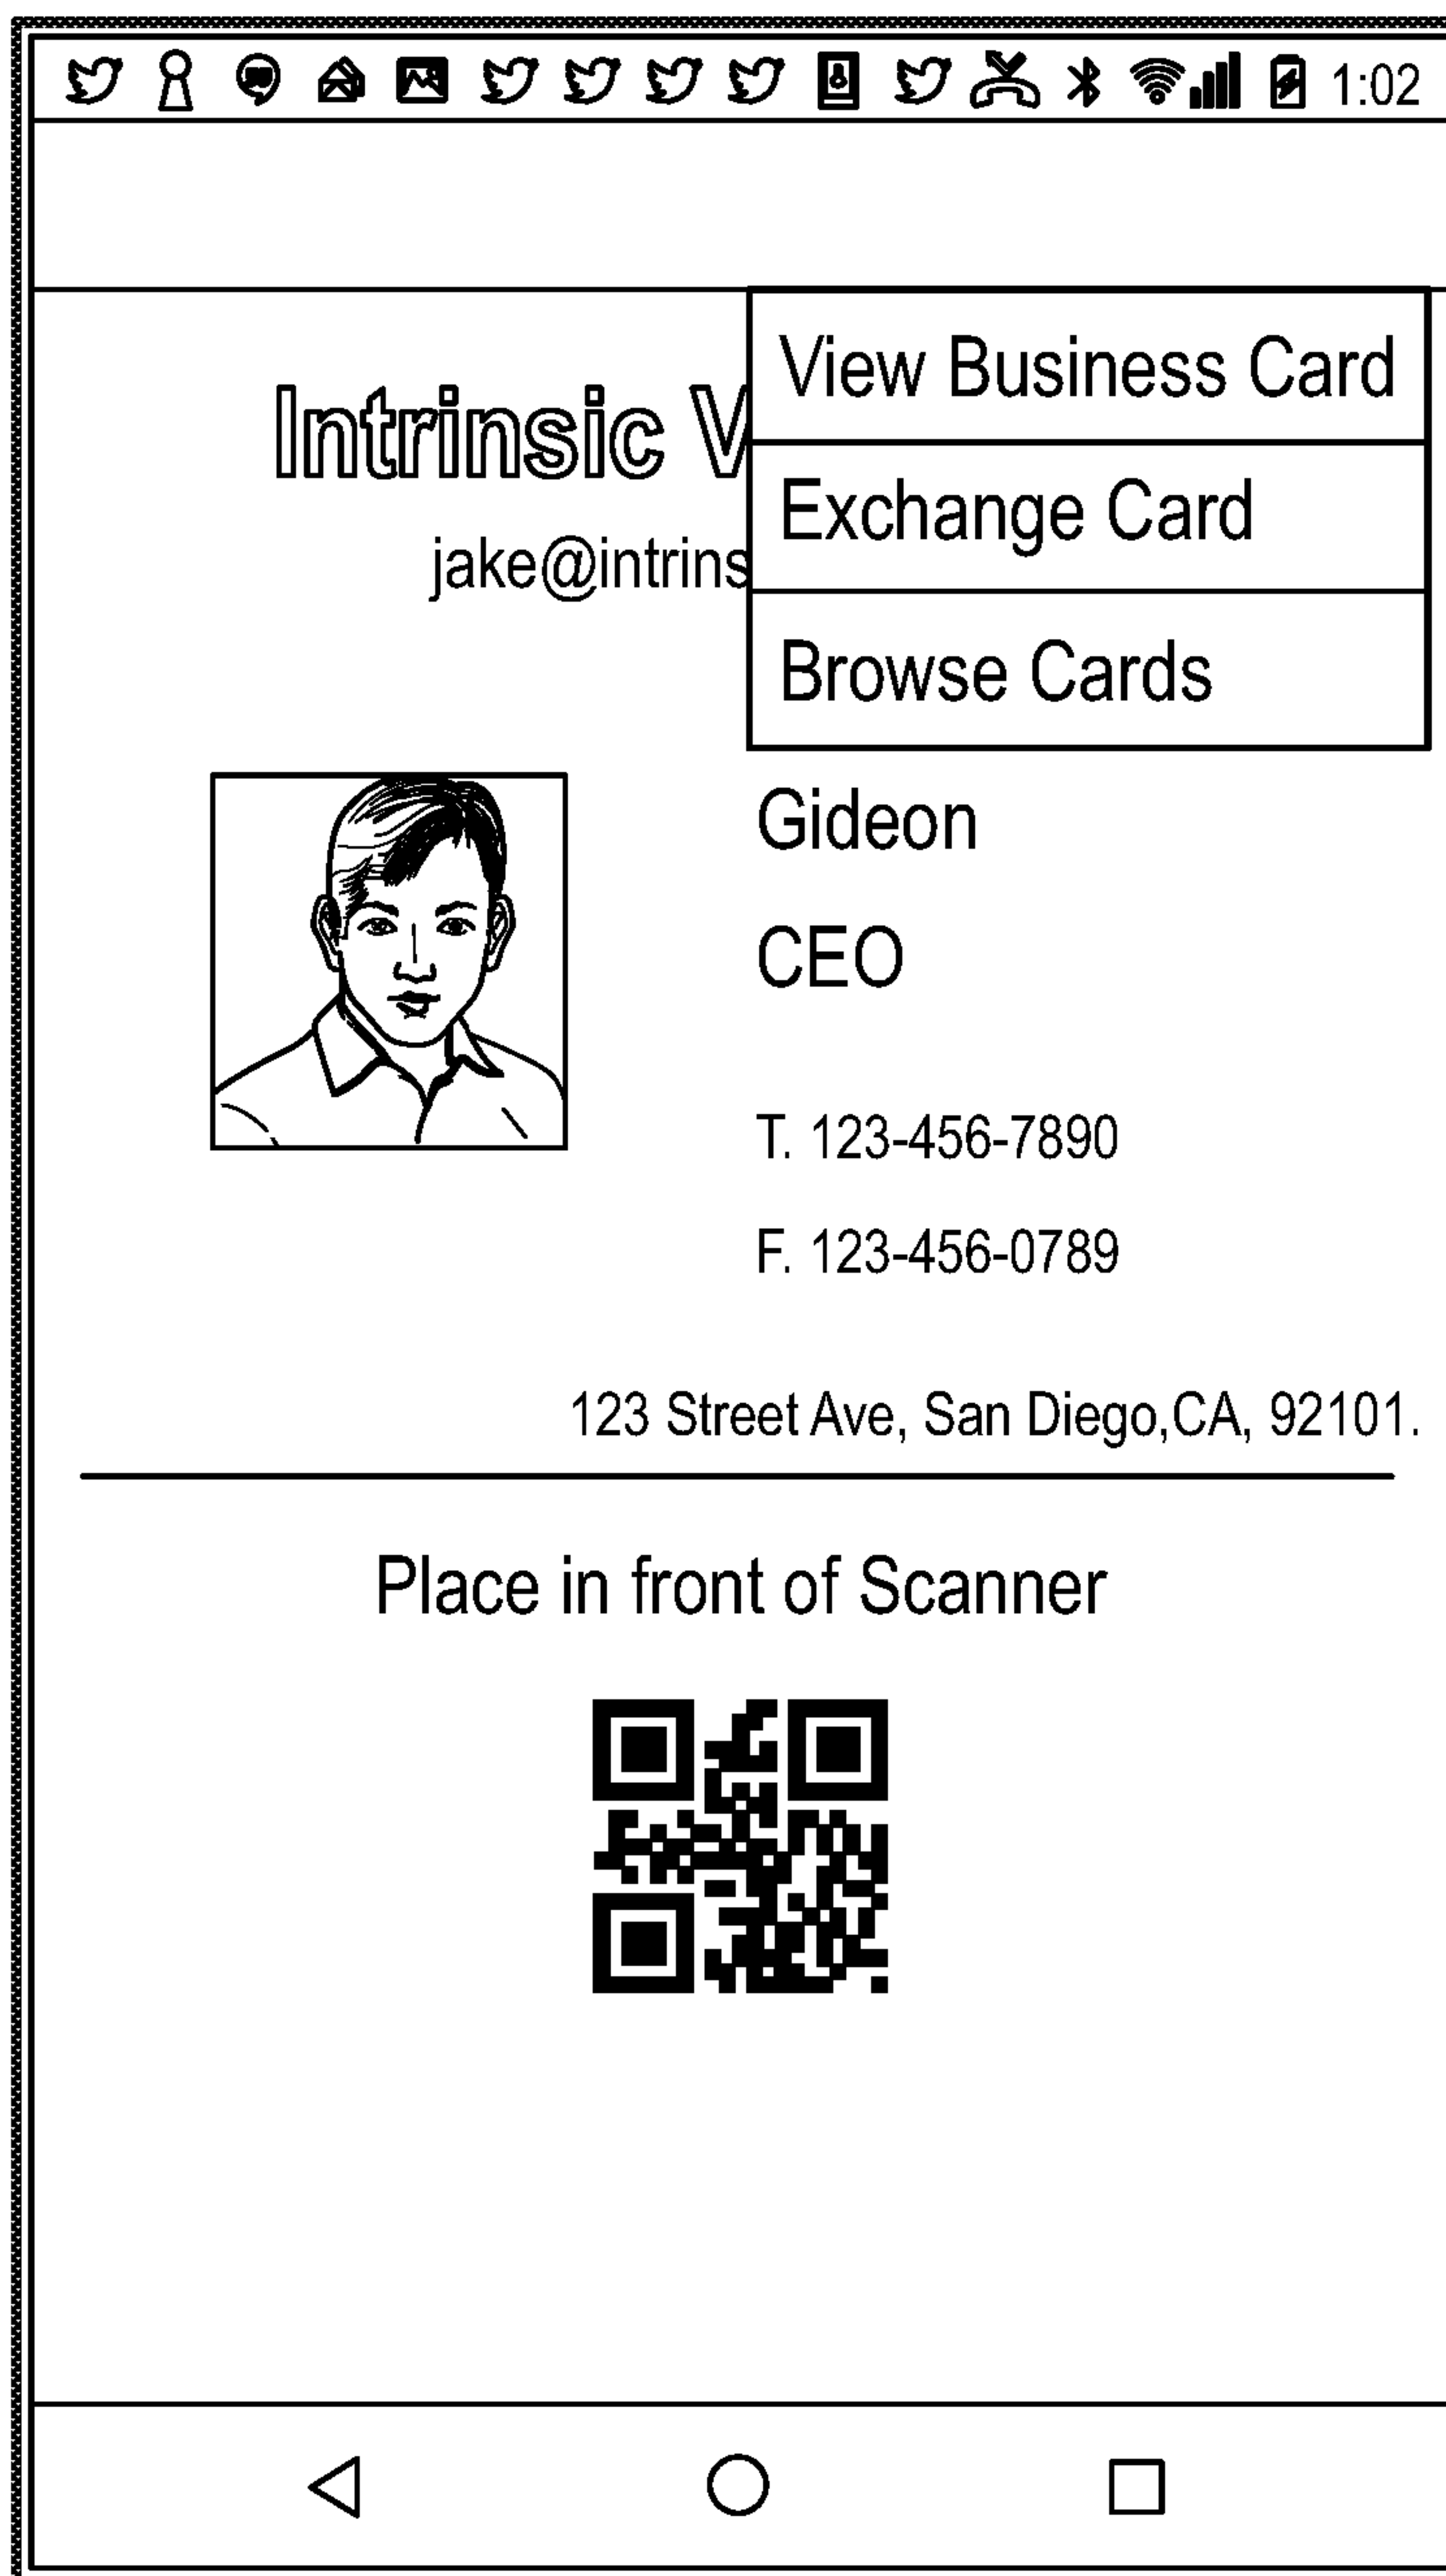 1:02
View Business Card
Exchange Card
Browse Cards
Intrinsic V
jake@intrins
Gideon
CEO
T. 123-456-7890
F. 123-456-0789
123 Street Ave, San Diego,CA, 92101.
Place in front of Scanner